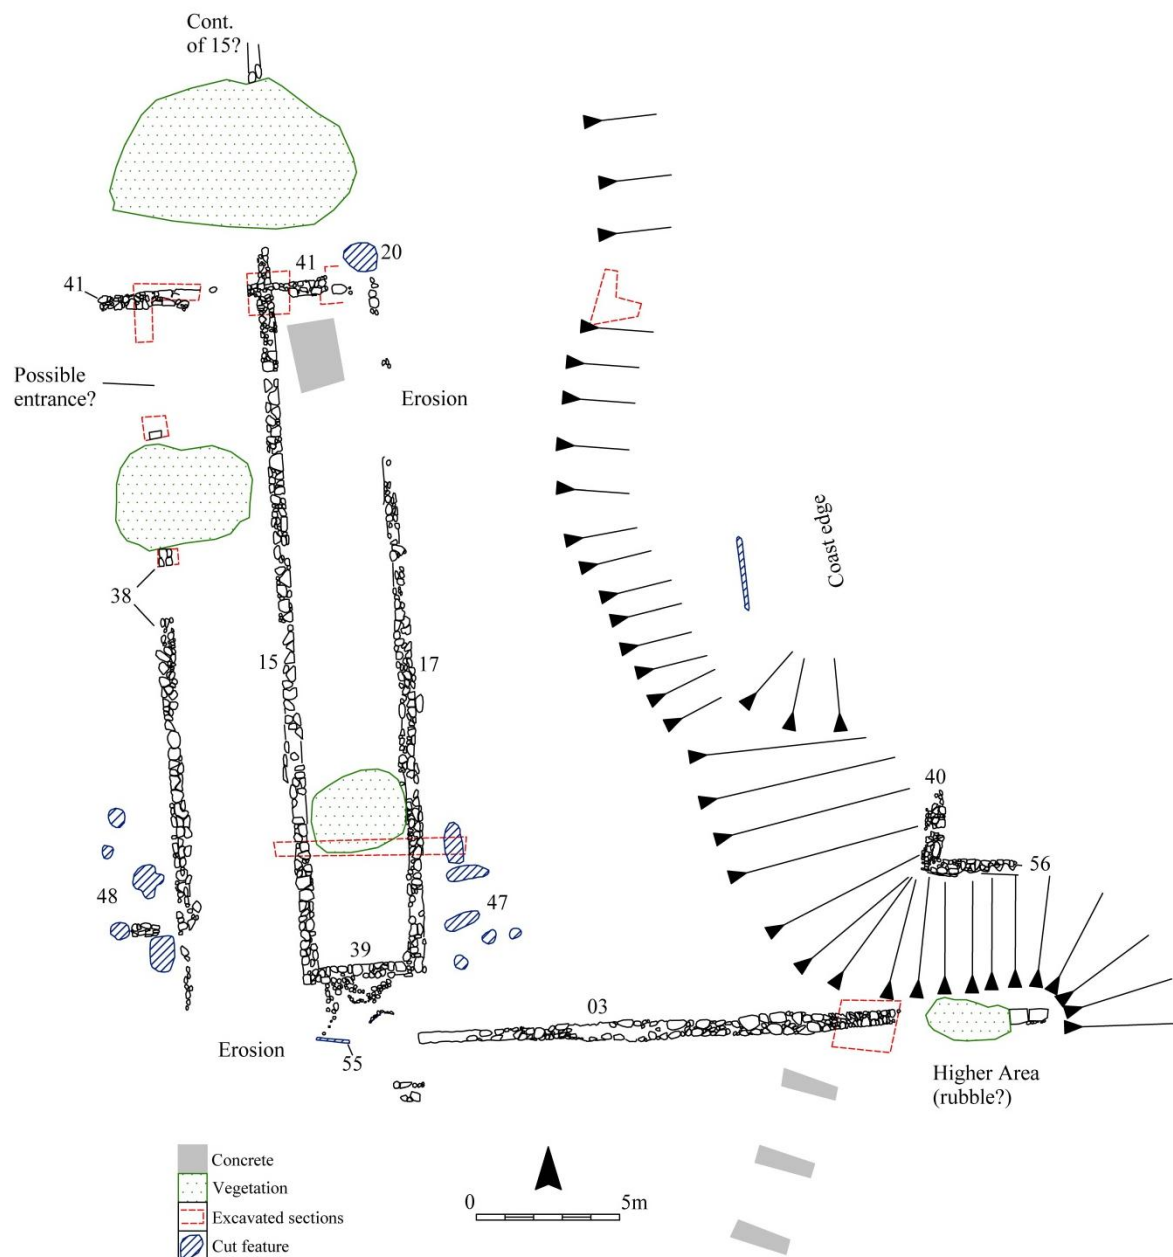 Cont.
of 15?
20
41
41
Possible
entrance?
Erosion
Coast edge
38
15
17
40
56
48
47
39
03
Erosion
55
Higher Area
(rubble?)
Concrete
Vegetation
Excavated sections
Cut feature
0
5m